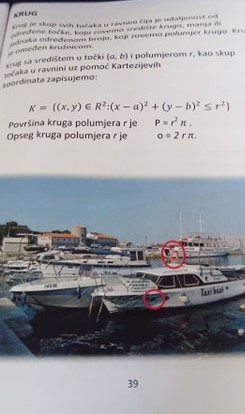 KRUG
Krug je skup svih točaka u ravnini čija je udaljenost od
određene točke, koju zovemo središte kruga, manja ili
jednaka određenom broju, koji zovemo polumjer kruga. Krug
je omeđen kružnicom.
Krug sa središtem u točki (a, b) i polumjerom r, kao skup
točaka u ravnini uz pomoć Kartezijevih
koordinata zapisujemo:
K = {(x, y) ∈ R²:(x − a)² + (y − b)² ≤ r²}
Površina kruga polumjera r je P = r² π .
Opseg kruga polumjera r je o = 2 r π.
Taxi boat
39